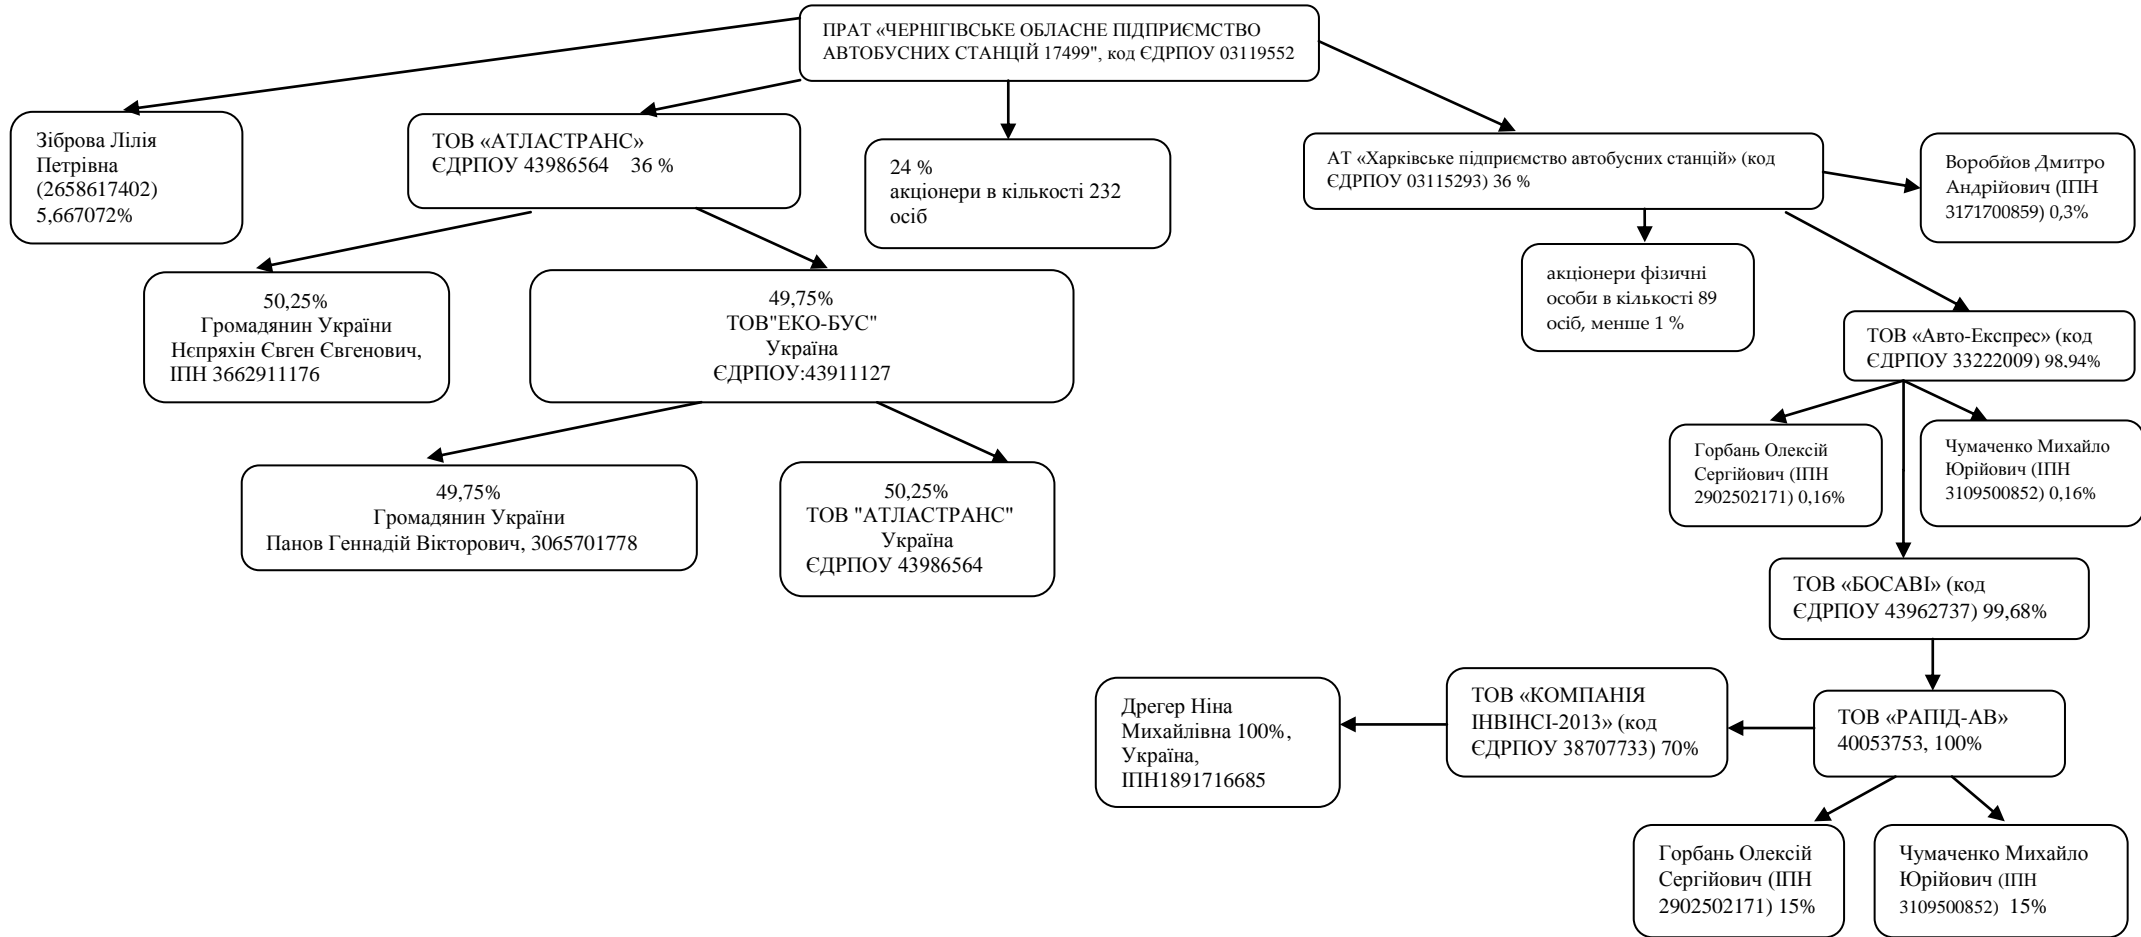 ПРАТ «ЧЕРНІГІВСЬКЕ ОБЛАСНЕ ПІДПРИЄМСТВО
АВТОБУСНИХ СТАНЦІЙ 17499", код ЄДРПОУ 03119552
Зіброва Лілія
Петрівна
(2658617402)
5,667072%
ТОВ «АТЛАСТРАНС»
ЄДРПОУ 43986564 36 %
24 %
акціонери в кількості 232
осіб
АТ «Харківське підприємство автобусних станцій» (код
ЄДРПОУ 03115293) 36 %
Воробйов Дмитро
Андрійович (ІПН
3171700859) 0,3%
50,25%
Громадянин України
Нєпряхін Євген Євгенович,
ІПН 3662911176
49,75%
ТОВ"ЕКО-БУС"
Україна
ЄДРПОУ:43911127
акціонери фізичні
особи в кількості 89
осіб, менше 1 %
ТОВ «Авто-Експрес» (код
ЄДРПОУ 33222009) 98,94%
49,75%
Громадянин України
Панов Геннадій Вікторович, 3065701778
50,25%
ТОВ "АТЛАСТРАНС"
Україна
ЄДРПОУ 43986564
Горбань Олексій
Сергійович (ІПН
2902502171) 0,16%
Чумаченко Михайло
Юрійович (ІПН
3109500852) 0,16%
ТОВ «БОСАВІ» (код
ЄДРПОУ 43962737) 99,68%
Дрегер Ніна
Михайлівна 100%,
Україна,
ІПН1891716685
ТОВ «КОМПАНІЯ
ІНВІНСІ-2013» (код
ЄДРПОУ 38707733) 70%
ТОВ «РАПІД-АВ»
40053753, 100%
Горбань Олексій
Сергійович (ІПН
2902502171) 15%
Чумаченко Михайло
Юрійович (ІПН
3109500852) 15%